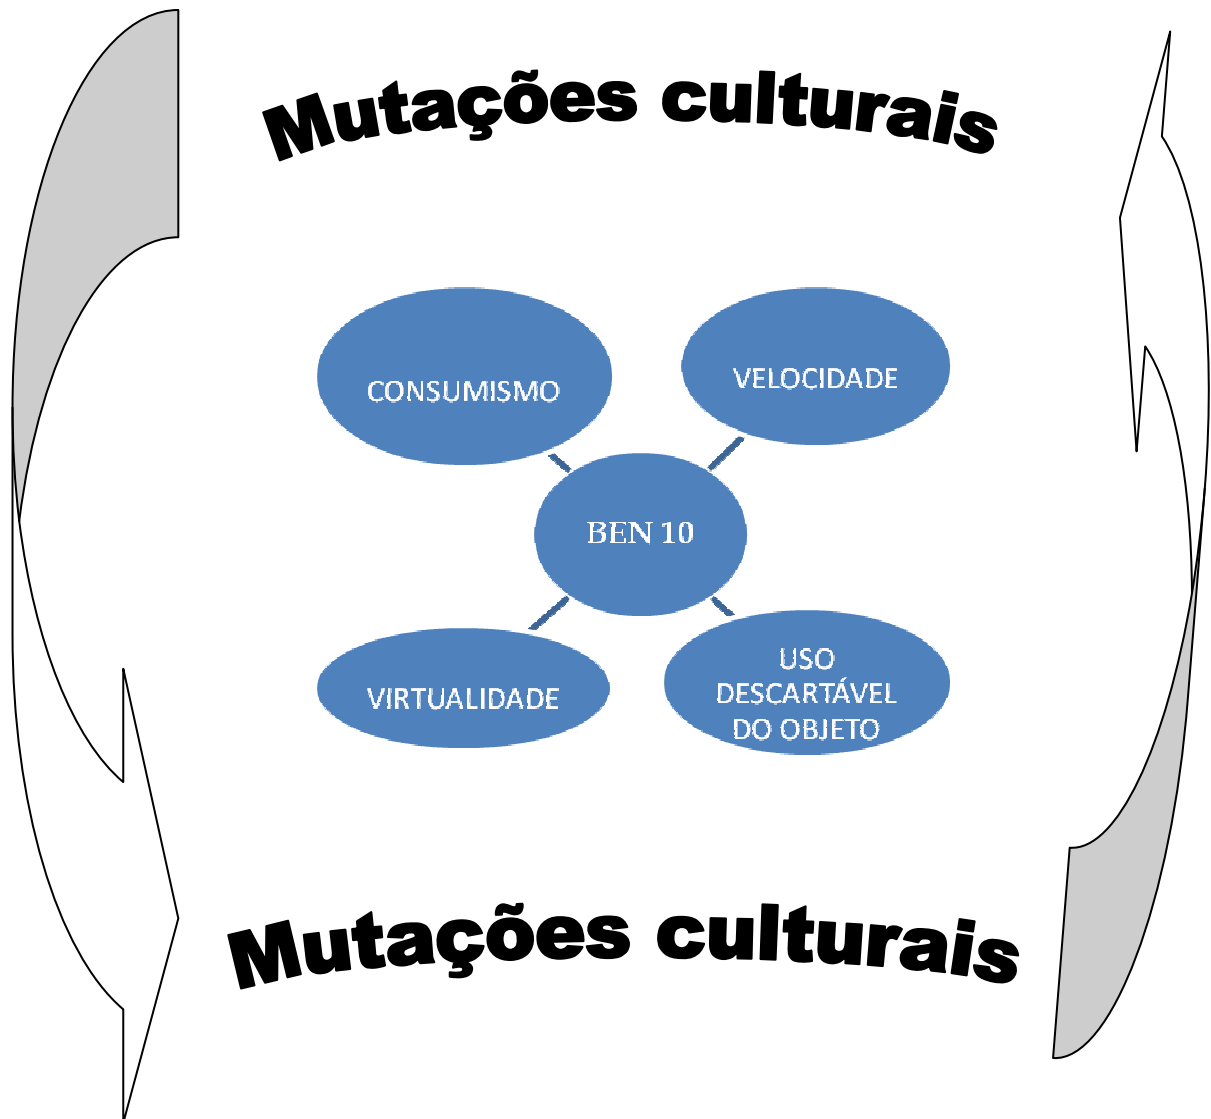 Mutações culturais
CONSUMISMO
VELOCIDADE
BEN 10
VIRTUALIDADE
USO
DESCARTÁVEL
DO OBJETO
Mutações culturais